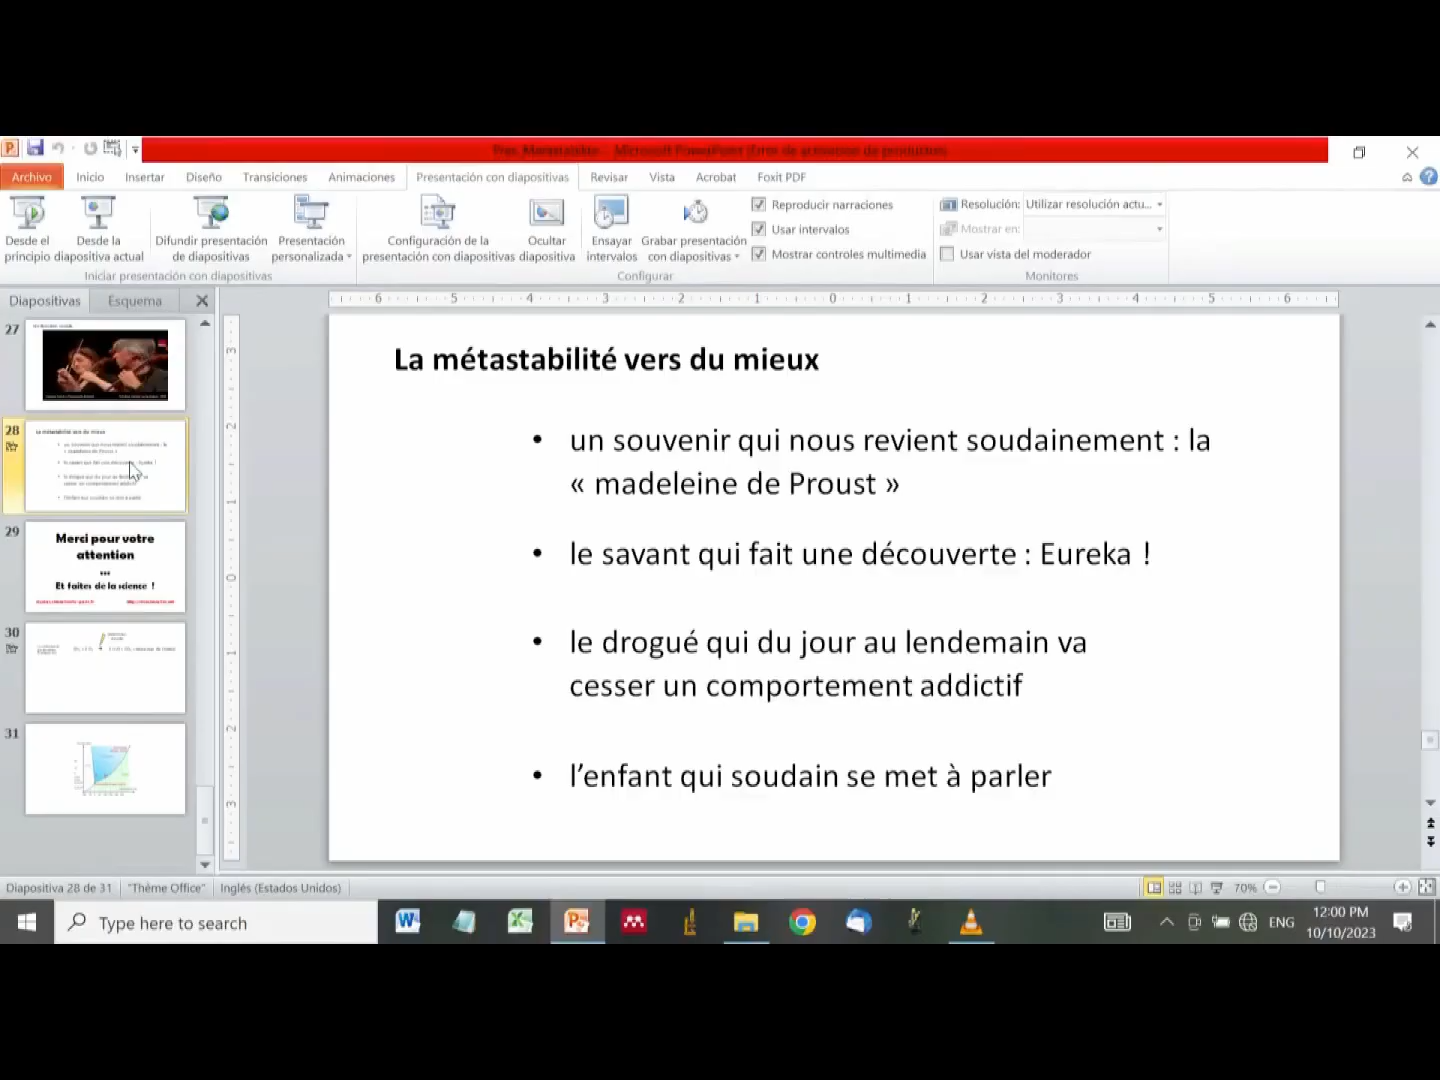 Archivo Inicio Insertar Diseño Transiciones Animaciones Presentación con diapositivas Revisar Vista Acrobat Foxit PDF
Desde el principio
Desde la diapositiva actual
Difundir presentación de diapositivas
Presentación personalizada
Configuración de la presentación con diapositivas
Ocultar diapositiva
Ensayar intervalos
Grabar presentación con diapositivas
Reproducir narraciones
Usar intervalos
Mostrar controles multimedia
Resolución: Utilizar resolución actu...
Mostrar en:
Usar vista del moderador
Iniciar presentación con diapositivas
Configurar
Monitores
Diapositivas Esquema
27
28
29
Merci pour votre
attention
...
Et faites de la science !
30
31
La métastabilité vers du mieux
• un souvenir qui nous revient soudainement : la
« madeleine de Proust »
• le savant qui fait une découverte : Eureka !
• le drogué qui du jour au lendemain va
cesser un comportement addictif
• l’enfant qui soudain se met à parler
Diapositiva 28 de 31 "Thème Office" Inglés (Estados Unidos) 70%
Type here to search
ENG
12:00 PM
10/10/2023